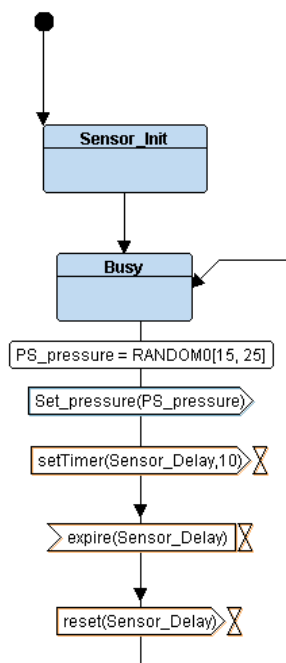 Sensor_Init
Busy
PS_pressure = RANDOM0[15, 25]
Set_pressure(PS_pressure)
setTimer(Sensor_Delay,10)
expire(Sensor_Delay)
reset(Sensor_Delay)